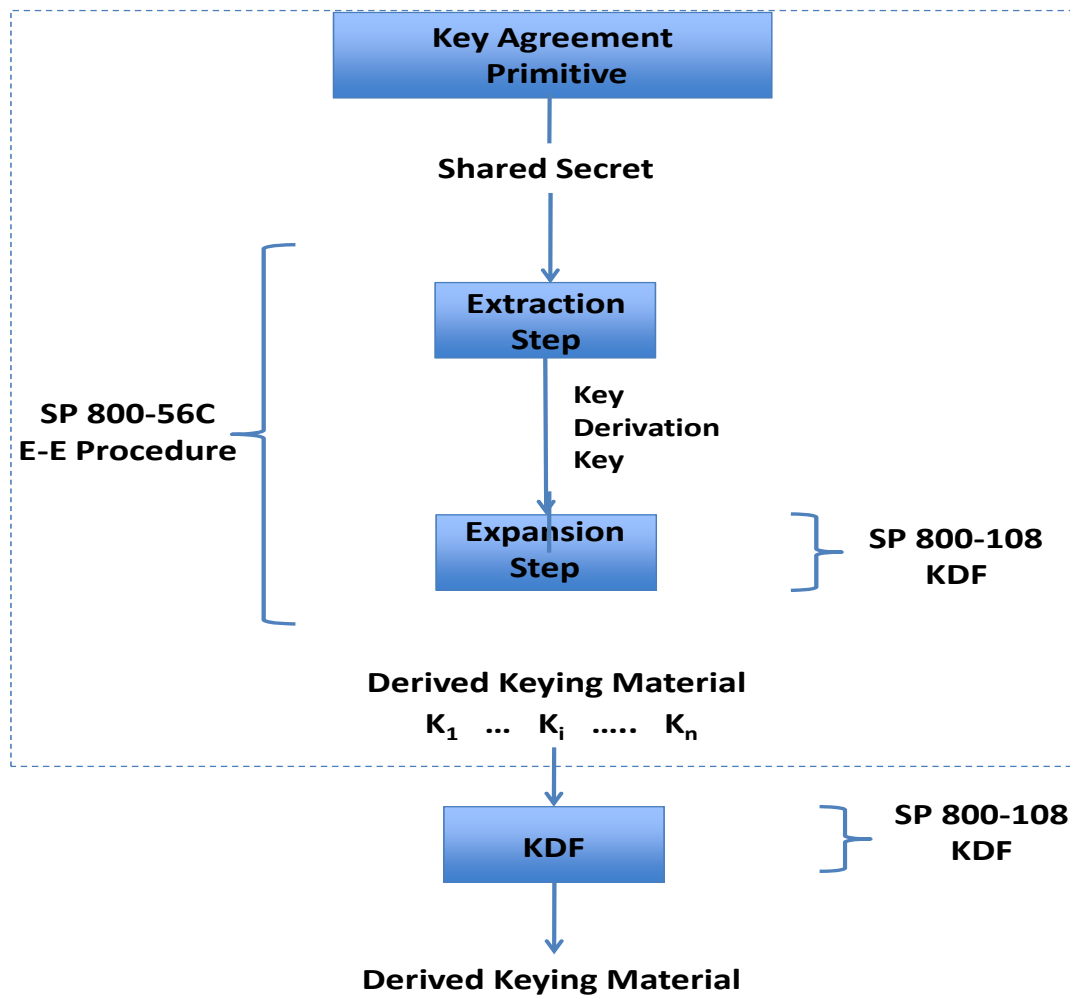 Key Agreement
Primitive
Shared Secret
Extraction
Step
Key
Derivation
Key
SP 800-56C
E-E Procedure
Expansion
Step
SP 800-108
KDF
Derived Keying Material
K₁ ... Kᵢ ..... Kₙ
KDF
SP 800-108
KDF
Derived Keying Material